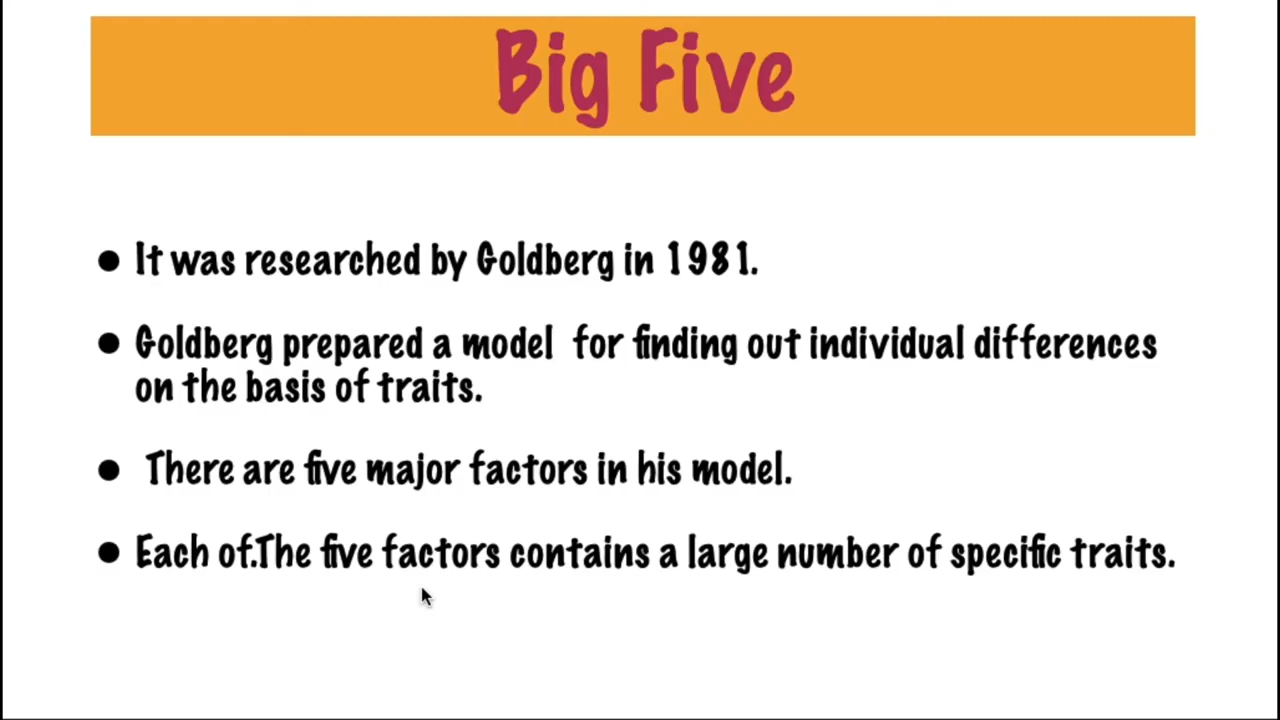 Big Five
● It was researched by Goldberg in 1981.
● Goldberg prepared a model for finding out individual differences
on the basis of traits.
● There are five major factors in his model.
● Each of.The five factors contains a large number of specific traits.